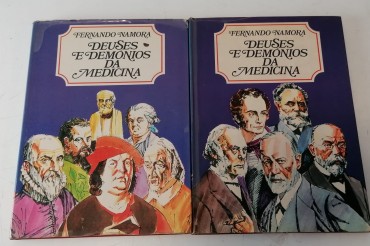 FERNANDO NAMORA
DEUSES
E DEMÓNIOS
DA
MEDICINA
FERNANDO NAMORA
DEUSES
E DEMÓNIOS
DA
MEDICINA